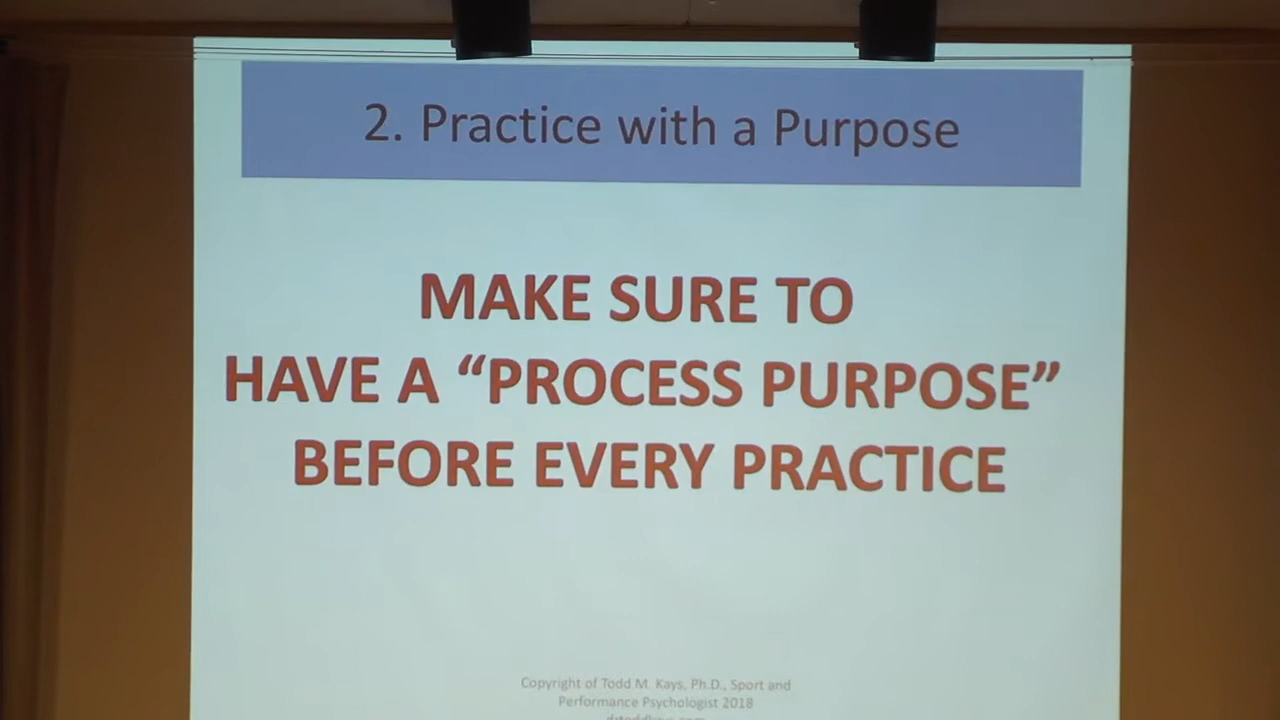 2. Practice with a Purpose
MAKE SURE TO
HAVE A “PROCESS PURPOSE”
BEFORE EVERY PRACTICE
Copyright of Todd M. Kays, Ph.D., Sport and
Performance Psychologist 2018